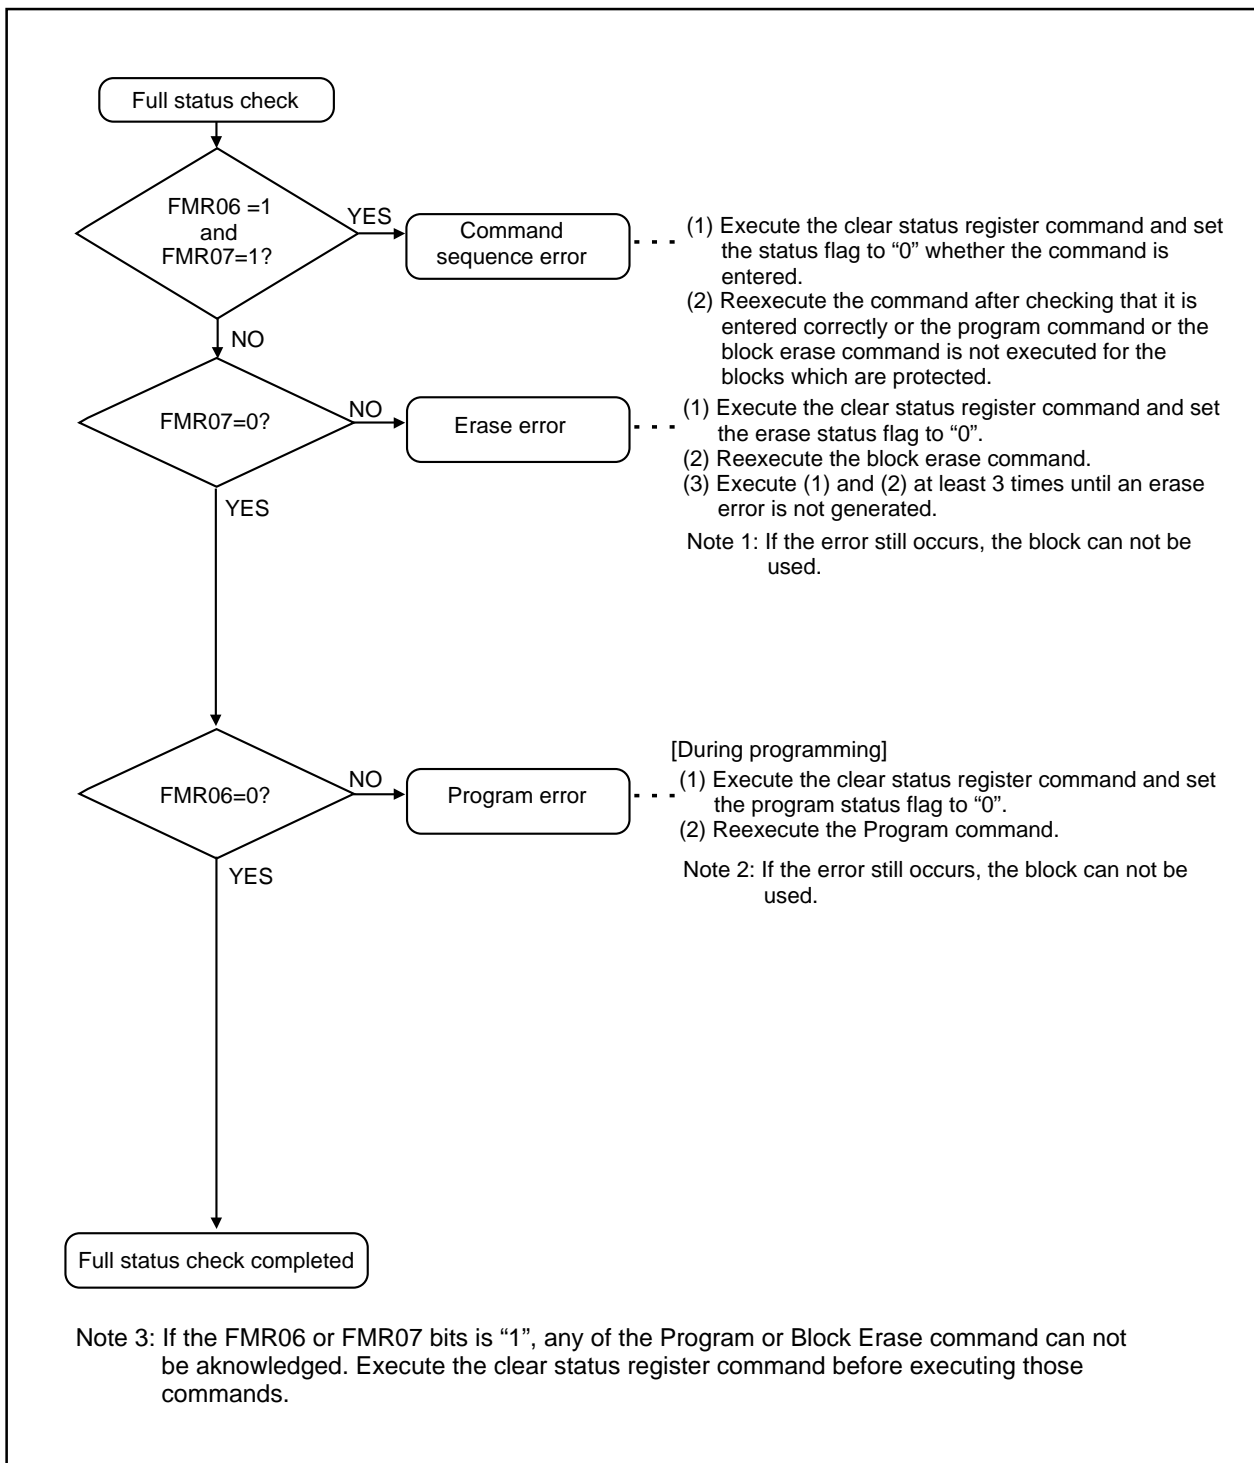 Full status check
FMR06 =1
and
FMR07=1?
YES
Command
sequence error
(1) Execute the clear status register command and set
the status flag to “0” whether the command is
entered.
(2) Reexecute the command after checking that it is
entered correctly or the program command or the
block erase command is not executed for the
blocks which are protected.
NO
FMR07=0?
NO
Erase error
(1) Execute the clear status register command and set
the erase status flag to “0”.
(2) Reexecute the block erase command.
(3) Execute (1) and (2) at least 3 times until an erase
error is not generated.
Note 1: If the error still occurs, the block can not be
used.
YES
FMR06=0?
NO
Program error
[During programming]
(1) Execute the clear status register command and set
the program status flag to “0”.
(2) Reexecute the Program command.
Note 2: If the error still occurs, the block can not be
used.
YES
Full status check completed
Note 3: If the FMR06 or FMR07 bits is “1”, any of the Program or Block Erase command can not
be aknowledged. Execute the clear status register command before executing those
commands.